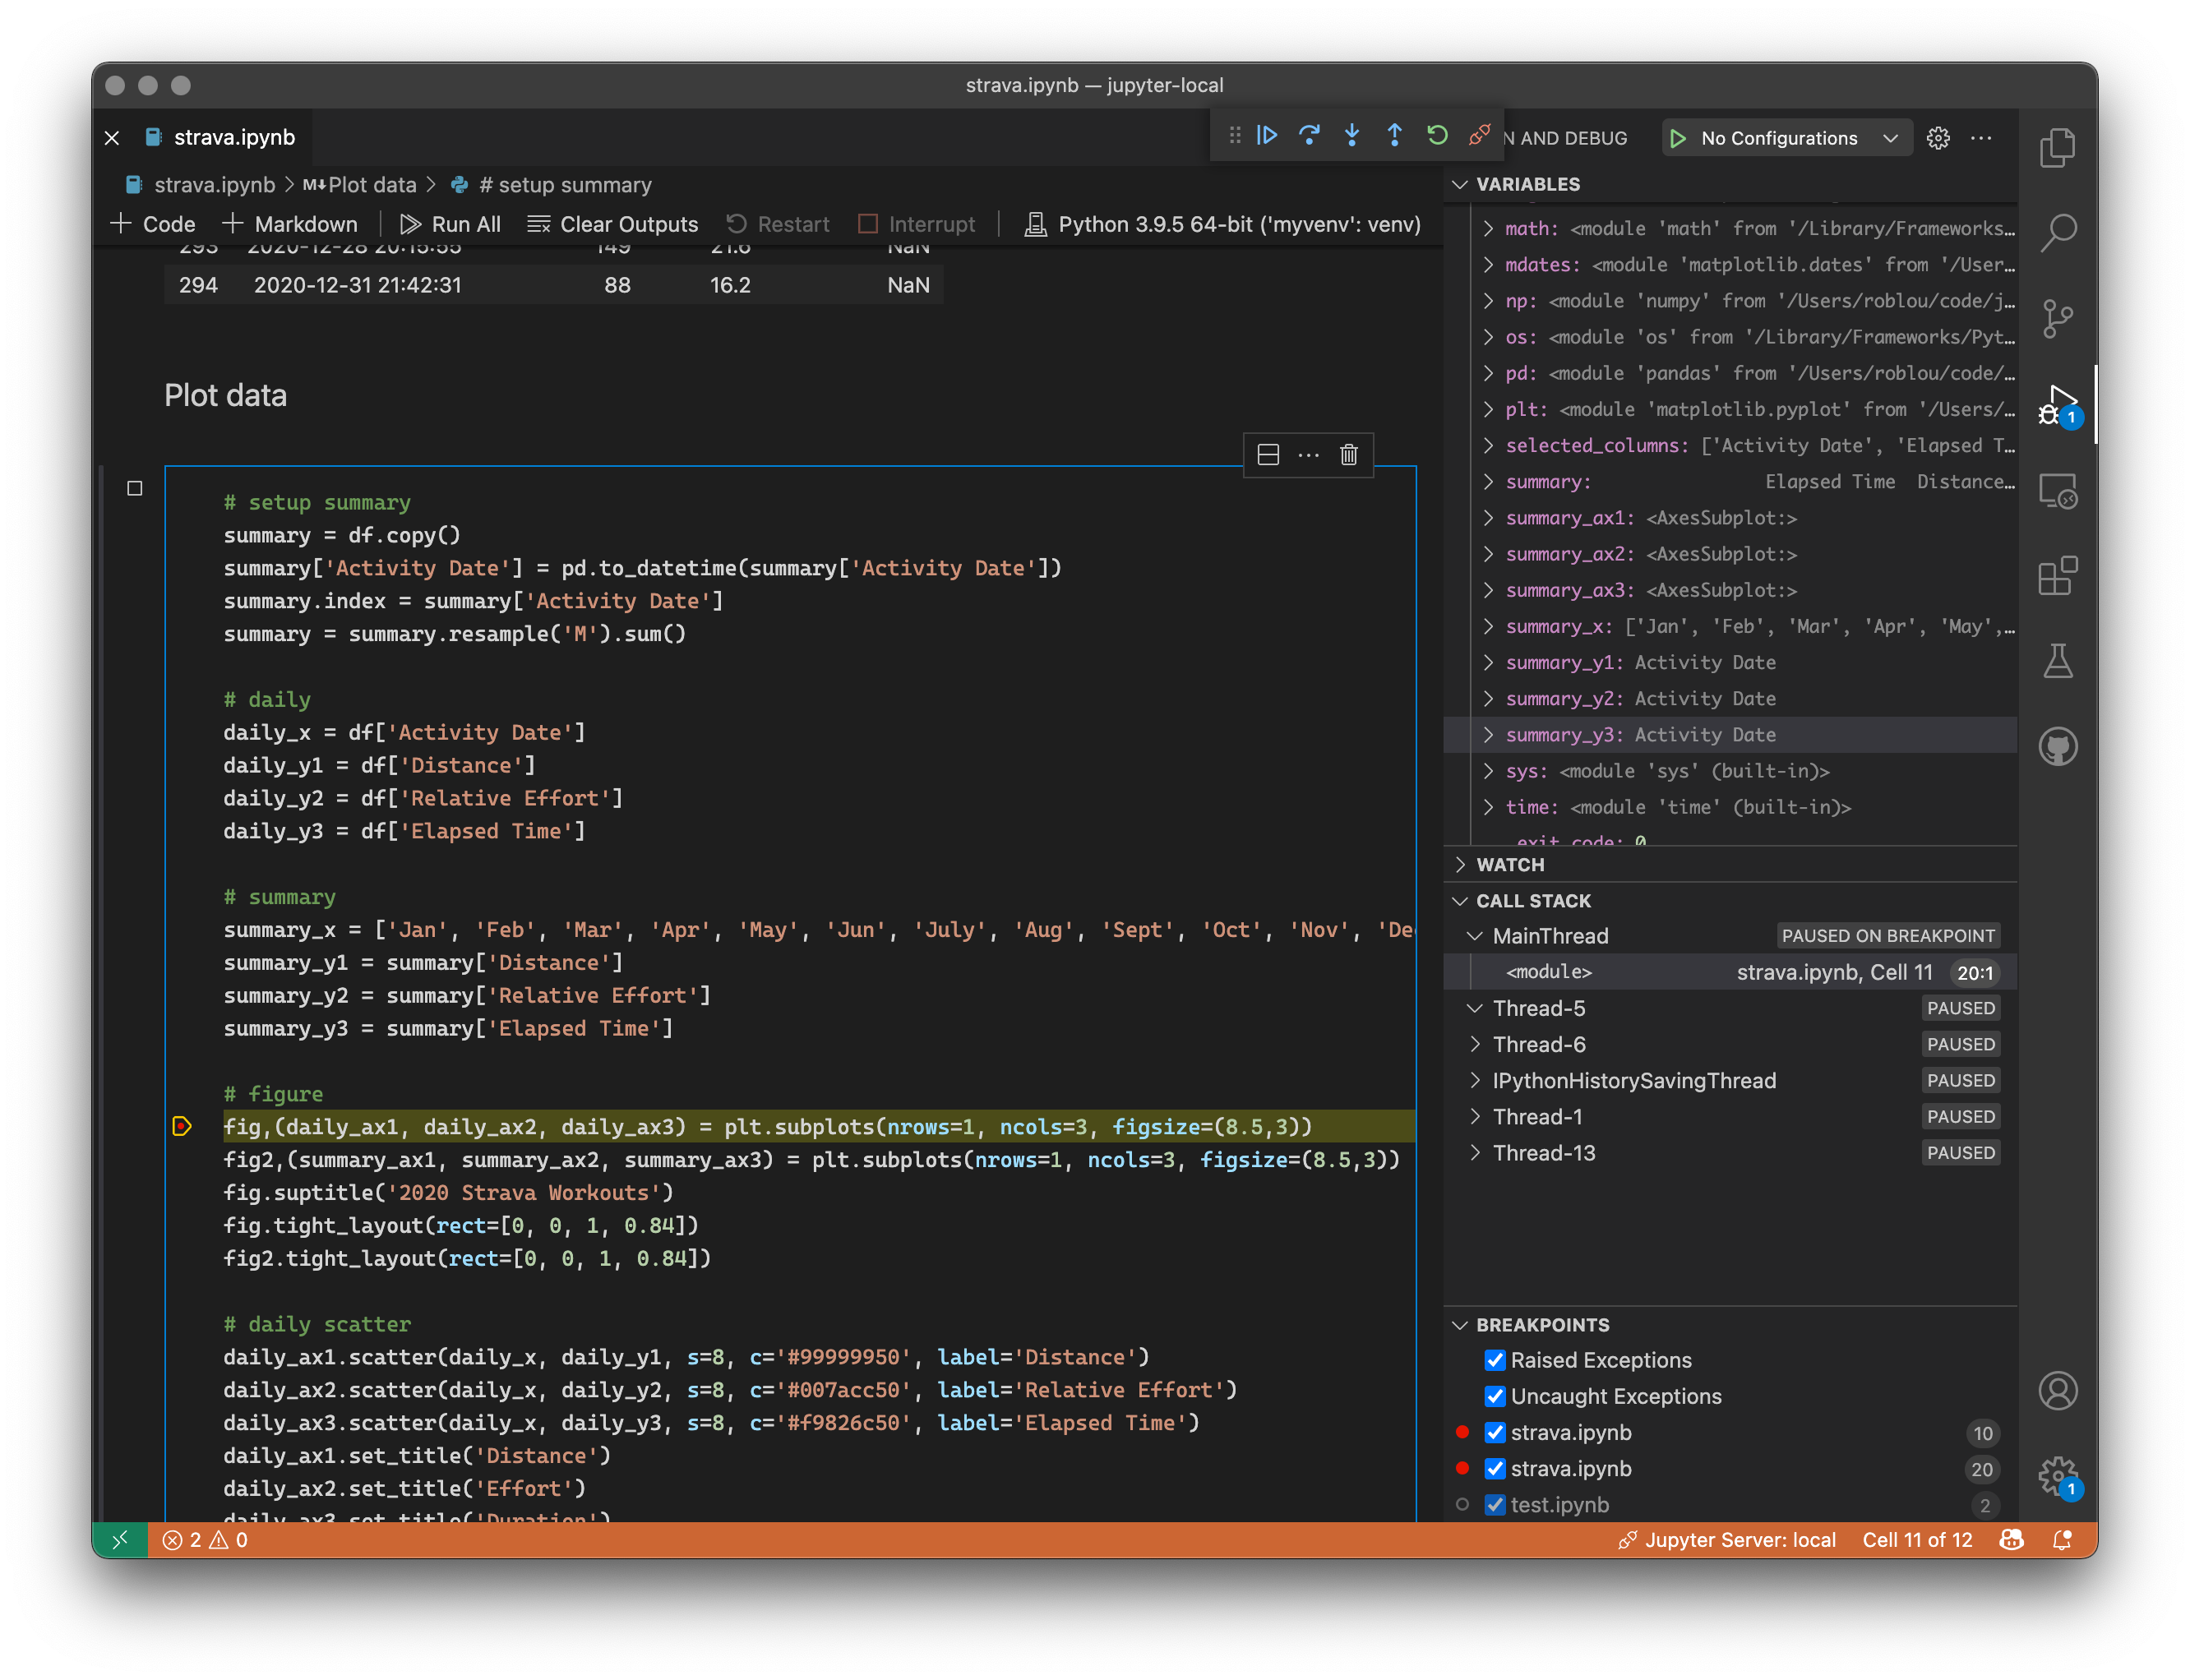 strava.ipynb — jupyter-local
strava.ipynb
strava.ipynb > M↓Plot data > # setup summary
Code Markdown Run All Clear Outputs Restart Interrupt Python 3.9.5 64-bit ('myvenv': venv)
293 2020-12-28 20:15:55 149 21.6 NaN
294 2020-12-31 21:42:31 88 16.2 NaN
Plot data
# setup summary
summary = df.copy()
summary['Activity Date'] = pd.to_datetime(summary['Activity Date'])
summary.index = summary['Activity Date']
summary = summary.resample('M').sum()
# daily
daily_x = df['Activity Date']
daily_y1 = df['Distance']
daily_y2 = df['Relative Effort']
daily_y3 = df['Elapsed Time']
# summary
summary_x = ['Jan', 'Feb', 'Mar', 'Apr', 'May', 'Jun', 'July', 'Aug', 'Sept', 'Oct', 'Nov', 'De
summary_y1 = summary['Distance']
summary_y2 = summary['Relative Effort']
summary_y3 = summary['Elapsed Time']
# figure
fig,(daily_ax1, daily_ax2, daily_ax3) = plt.subplots(nrows=1, ncols=3, figsize=(8.5,3))
fig2,(summary_ax1, summary_ax2, summary_ax3) = plt.subplots(nrows=1, ncols=3, figsize=(8.5,3))
fig.suptitle('2020 Strava Workouts')
fig.tight_layout(rect=[0, 0, 1, 0.84])
fig2.tight_layout(rect=[0, 0, 1, 0.84])
# daily scatter
daily_ax1.scatter(daily_x, daily_y1, s=8, c='#99999950', label='Distance')
daily_ax2.scatter(daily_x, daily_y2, s=8, c='#007acc50', label='Relative Effort')
daily_ax3.scatter(daily_x, daily_y3, s=8, c='#f9826c50', label='Elapsed Time')
daily_ax1.set_title('Distance')
daily_ax2.set_title('Effort')
daily_ax3.set_title('Duration')
N AND DEBUG No Configurations ...
VARIABLES
math: <module 'math' from '/Library/Frameworks…
mdates: <module 'matplotlib.dates' from '/User…
np: <module 'numpy' from '/Users/roblou/code/j…
os: <module 'os' from '/Library/Frameworks/Pyt…
pd: <module 'pandas' from '/Users/roblou/code/…
plt: <module 'matplotlib.pyplot' from '/Users/…
selected_columns: ['Activity Date', 'Elapsed T…
summary: Elapsed Time Distance…
summary_ax1: <AxesSubplot:>
summary_ax2: <AxesSubplot:>
summary_ax3: <AxesSubplot:>
summary_x: ['Jan', 'Feb', 'Mar', 'Apr', 'May',…
summary_y1: Activity Date
summary_y2: Activity Date
summary_y3: Activity Date
sys: <module 'sys' (built-in)>
time: <module 'time' (built-in)>
_exit_code: 0
WATCH
CALL STACK
MainThread PAUSED ON BREAKPOINT
<module> strava.ipynb, Cell 11 20:1
Thread-5 PAUSED
Thread-6 PAUSED
IPythonHistorySavingThread PAUSED
Thread-1 PAUSED
Thread-13 PAUSED
BREAKPOINTS
Raised Exceptions
Uncaught Exceptions
strava.ipynb 10
strava.ipynb 20
test.ipynb 2
1
1
2 0 Jupyter Server: local Cell 11 of 12